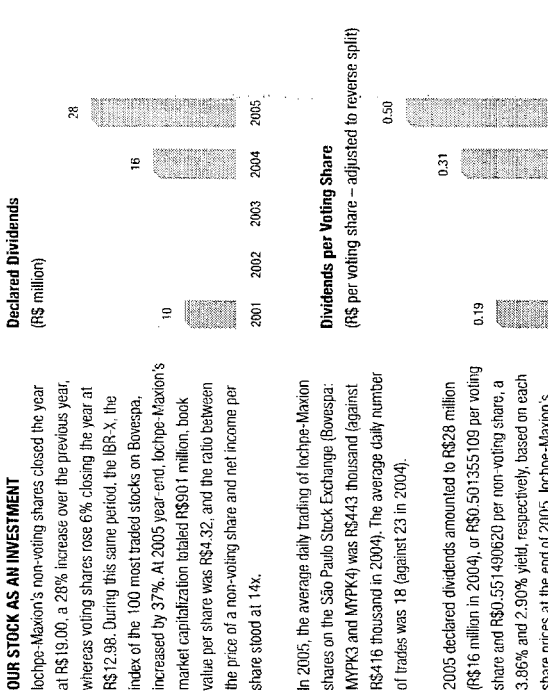 OUR STOCK AS AN INVESTMENT
Iochpe-Maxion's non-voting shares closed the year
at R$19.00, a 28% increase over the previous year,
whereas voting shares rose 6% closing the year at
R$12.98. During this same period, the IBR-X, the
index of the 100 most traded stocks on Bovespa,
increased by 37%. At 2005 year-end, Iochpe-Maxion's
market capitalization totaled R$901 million, book
value per share was R$4.32, and the ratio between
the price of a non-voting share and net income per
share stood at 14x.
In 2005, the average daily trading of Iochpe-Maxion
shares on the São Paulo Stock Exchange (Bovespa:
MYPK3 and MYPK4) was R$443 thousand (against
R$416 thousand in 2004). The average daily number
of trades was 18 (against 23 in 2004).
2005 declared dividends amounted to R$28 million
(R$16 million in 2004), or R$0.501355109 per voting
share and R$0.551490620 per non-voting share, a
3.86% and 2.90% yield, respectively, based on each
share prices at the end of 2005. Iochpe-Maxion's
Declared Dividends
(R$ million)
10
16
28
2001 2002 2003 2004 2005
Dividends per Voting Share
(R$ per voting share – adjusted to reverse split)
0.19
0.31
0.50